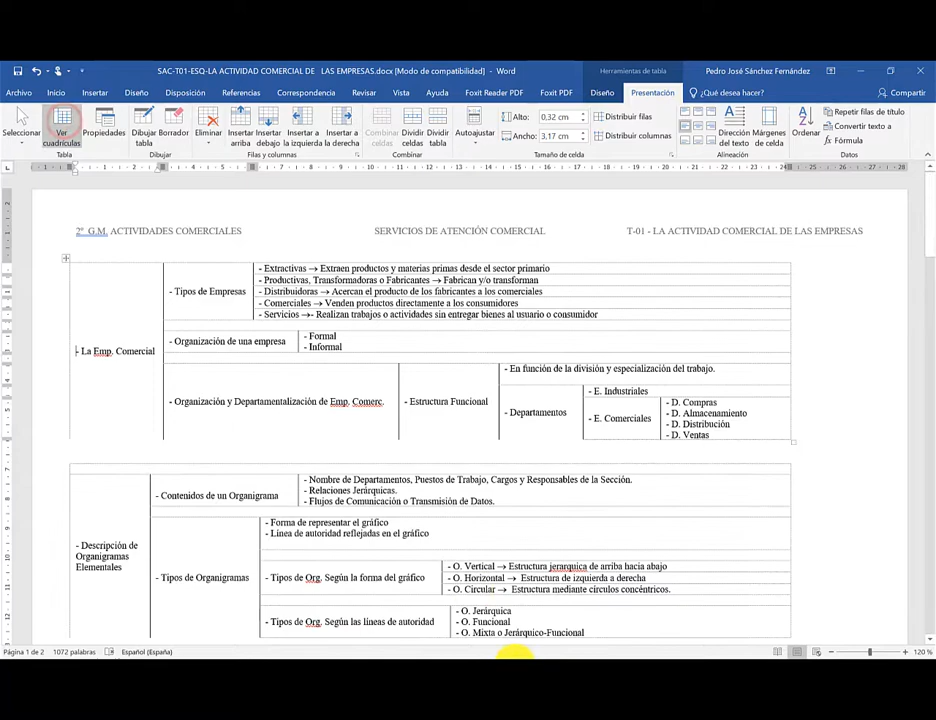 SAC-T01-ESQ-LA ACTIVIDAD COMERCIAL DE LAS EMPRESAS.docx [Modo de compatibilidad] - Word
Herramientas de tabla
Pedro José Sánchez Fernández
Archivo Inicio Insertar Diseño Disposición Referencias Correspondencia Revisar Vista Ayuda Foxit Reader PDF Foxit PDF Diseño Presentación ¿Qué desea hacer? Compartir
Seleccionar
Ver cuadrículas
Propiedades
Tabla
Dibujar tabla
Borrador
Dibujar
Eliminar
Insertar arriba
Insertar debajo
Insertar a la izquierda
Insertar a la derecha
Filas y columnas
Combinar celdas
Dividir celdas
Dividir tabla
Combinar
Autoajustar
Alto: 0,32 cm
Ancho: 3,17 cm
Distribuir filas
Distribuir columnas
Tamaño de celda
Dirección del texto
Márgenes de celda
Alineación
Ordenar
Repetir filas de título
Convertir texto a
Fórmula
Datos
2º G.M. ACTIVIDADES COMERCIALES SERVICIOS DE ATENCIÓN COMERCIAL T-01 - LA ACTIVIDAD COMERCIAL DE LAS EMPRESAS
- La Emp. Comercial
- Tipos de Empresas
- Extractivas → Extraen productos y materias primas desde el sector primario
- Productivas, Transformadoras o Fabricantes → Fabrican y/o transforman
- Distribuidoras → Acercan el producto de los fabricantes a los comerciales
- Comerciales → Venden productos directamente a los consumidores
- Servicios →- Realizan trabajos o actividades sin entregar bienes al usuario o consumidor
- Organización de una empresa
- Formal
- Informal
- Organización y Departamentalización de Emp. Comerc.
- Estructura Funcional
- En función de la división y especialización del trabajo.
- Departamentos
- E. Industriales
- E. Comerciales
- D. Compras
- D. Almacenamiento
- D. Distribución
- D. Ventas
- Descripción de
Organigramas
Elementales
- Contenidos de un Organigrama
- Nombre de Departamentos, Puestos de Trabajo, Cargos y Responsables de la Sección.
- Relaciones Jerárquicas.
- Flujos de Comunicación o Transmisión de Datos.
- Tipos de Organigramas
- Forma de representar el gráfico
- Línea de autoridad reflejadas en el gráfico
- Tipos de Org. Según la forma del gráfico
- O. Vertical → Estructura jerarquica de arriba hacia abajo
- O. Horizontal → Estructura de izquierda a derecha
- O. Circular → Estructura mediante círculos concéntricos.
- Tipos de Org. Según las líneas de autoridad
- O. Jerárquica
- O. Funcional
- O. Mixta o Jerárquico-Funcional
Página 1 de 2 1072 palabras Español (España) 120 %